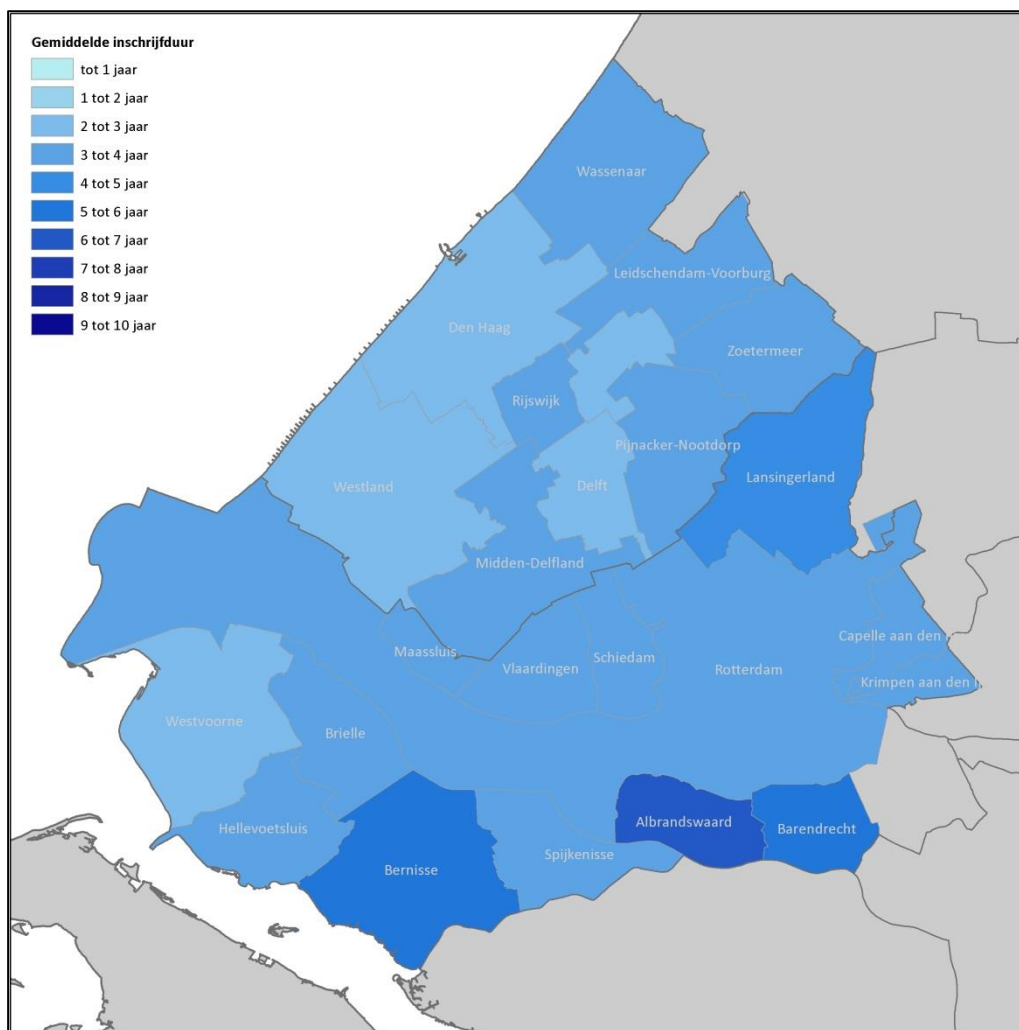 Gemiddelde inschrijfduur
tot 1 jaar
1 tot 2 jaar
2 tot 3 jaar
3 tot 4 jaar
4 tot 5 jaar
5 tot 6 jaar
6 tot 7 jaar
7 tot 8 jaar
8 tot 9 jaar
9 tot 10 jaar
Wassenaar
Leidschendam-Voorburg
Den Haag
Zoetermeer
Rijswijk
Pijnacker-Nootdorp
Westland
Delft
Lansingerland
Midden-Delfland
Maassluis
Vlaardingen
Schiedam
Rotterdam
Capelle aan den I
Krimpen aan den I
Westvoorne
Brielle
Hellevoetsluis
Albrandswaard
Barendrecht
Spijkenisse
Bernisse